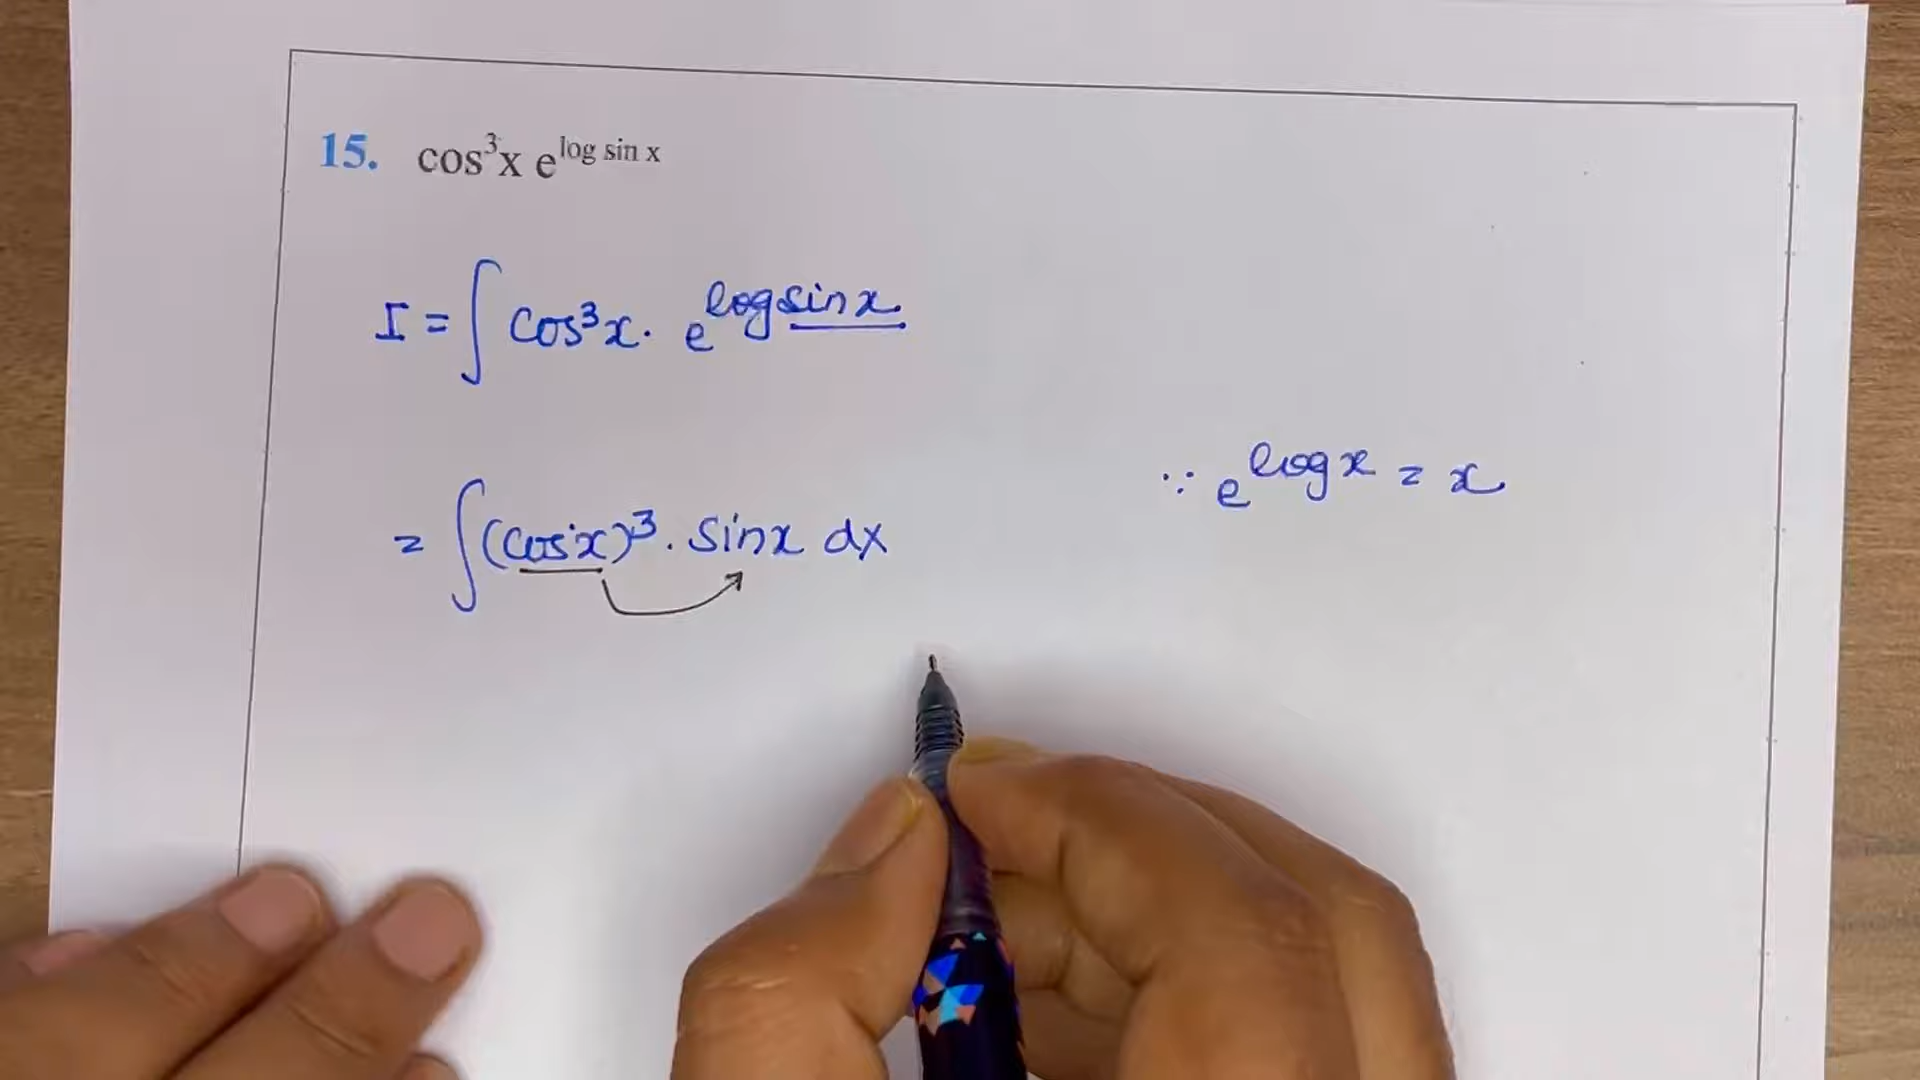 15. cos³x e^log sin x
I = ∫ cos³x · e^log sin x
= ∫ (cos x)³ · sin x dx
∵ e^log x = x